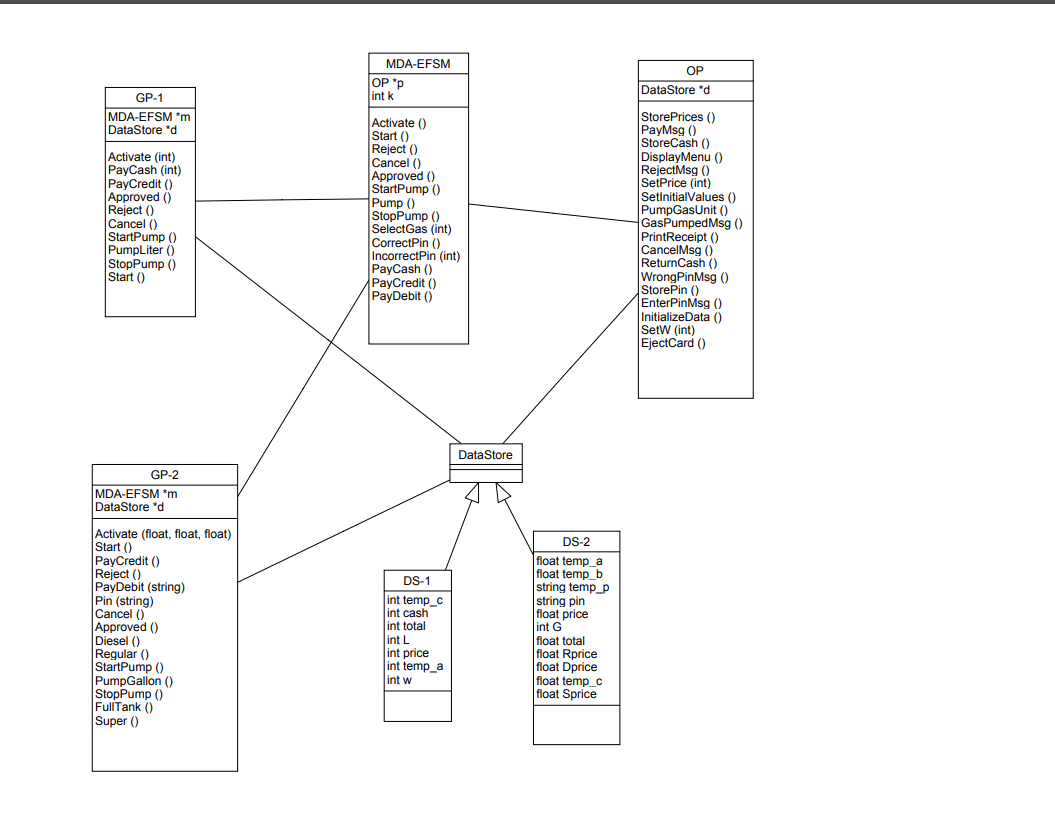 GP-1
MDA-EFSM *m
DataStore *d
Activate (int)
PayCash (int)
PayCredit ()
Approved ()
Reject ()
Cancel ()
StartPump ()
PumpLiter ()
StopPump ()
Start ()
MDA-EFSM
OP *p
int k
Activate ()
Start ()
Reject ()
Cancel ()
Approved ()
StartPump ()
Pump ()
StopPump ()
SelectGas (int)
CorrectPin ()
IncorrectPin (int)
PayCash ()
PayCredit ()
PayDebit ()
OP
DataStore *d
StorePrices ()
PayMsg ()
StoreCash ()
DisplayMenu ()
RejectMsg ()
SetPrice (int)
SetInitialValues ()
PumpGasUnit ()
GasPumpedMsg ()
PrintReceipt ()
CancelMsg ()
ReturnCash ()
WrongPinMsg ()
StorePin ()
EnterPinMsg ()
InitializeData ()
SetW (int)
EjectCard ()
DataStore
GP-2
MDA-EFSM *m
DataStore *d
Activate (float, float, float)
Start ()
PayCredit ()
Reject ()
PayDebit (string)
Pin (string)
Cancel ()
Approved ()
Diesel ()
Regular ()
StartPump ()
PumpGallon ()
StopPump ()
FullTank ()
Super ()
DS-1
int temp_c
int cash
int total
int L
int price
int temp_a
int w
DS-2
float temp_a
float temp_b
string temp_p
string pin
float price
int G
float total
float Rprice
float Dprice
float temp_c
float Sprice